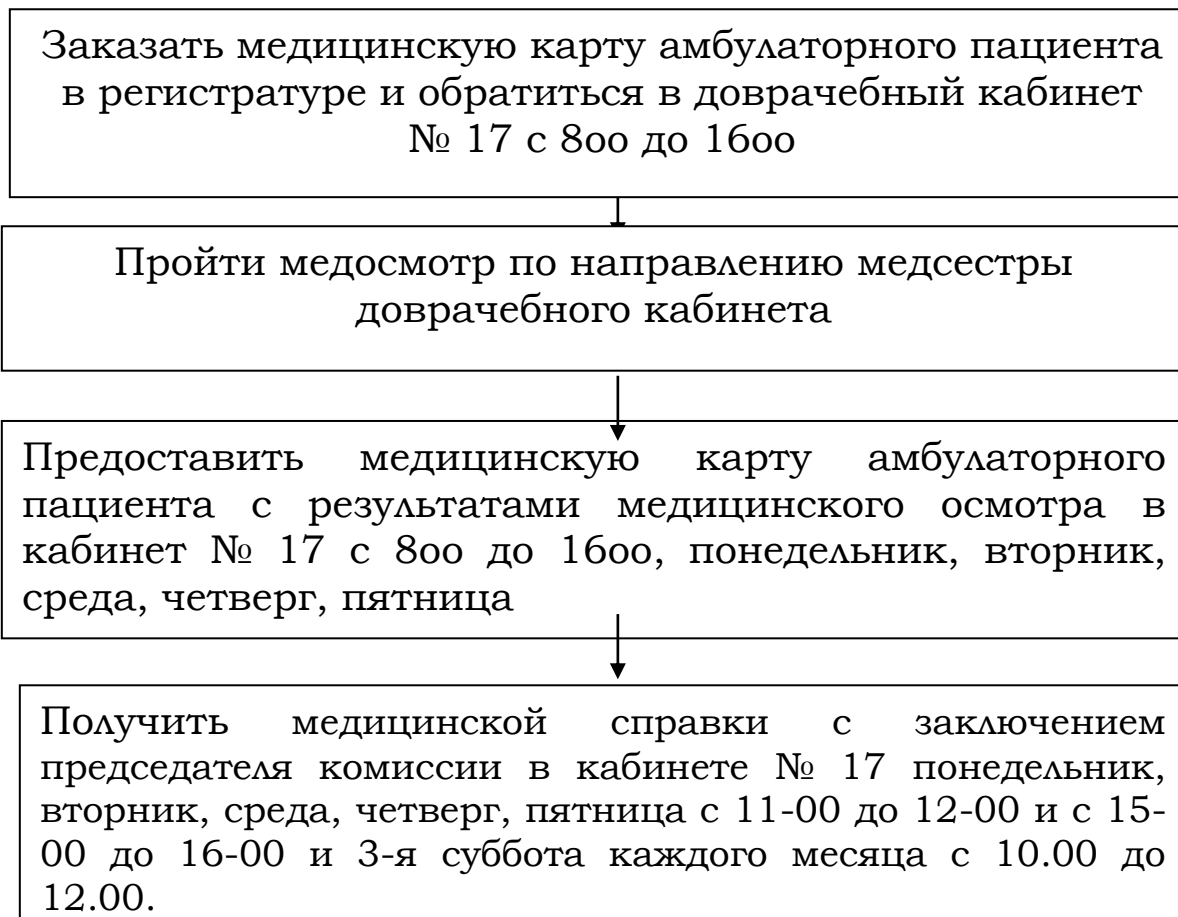 Заказать медицинскую карту амбулаторного пациента
в регистратуре и обратиться в доврачебный кабинет
№ 17 с 8оо до 16оо
Пройти медосмотр по направлению медсестры
доврачебного кабинета
Предоставить медицинскую карту амбулаторного
пациента с результатами медицинского осмотра в
кабинет № 17 с 8оо до 16оо, понедельник, вторник,
среда, четверг, пятница
Получить медицинской справки с заключением
председателя комиссии в кабинете № 17 понедельник,
вторник, среда, четверг, пятница с 11-00 до 12-00 и с 15-
00 до 16-00 и 3-я суббота каждого месяца с 10.00 до
12.00.